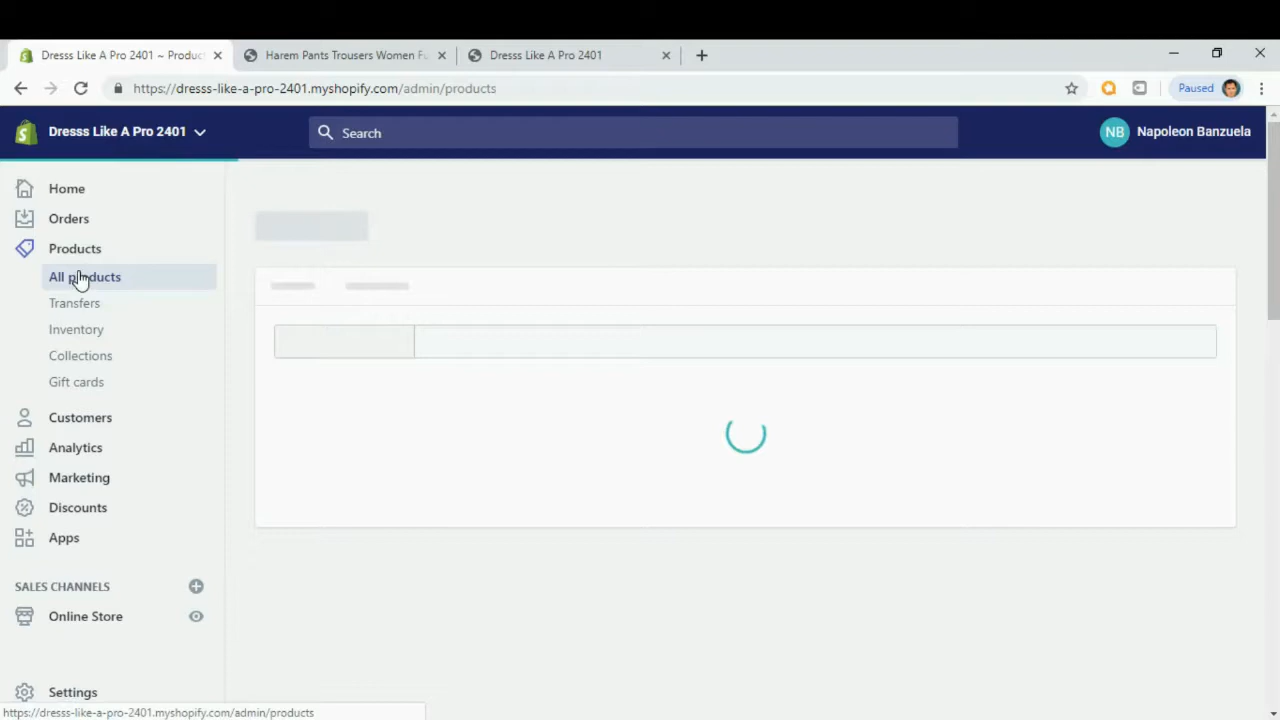 Dresss Like A Pro 2401 ~ Produc
Harem Pants Trousers Women F
Dresss Like A Pro 2401
https://dresss-like-a-pro-2401.myshopify.com/admin/products
Paused
Dresss Like A Pro 2401
Search
NB
Napoleon Banzuela
Home
Orders
Products
All products
Transfers
Inventory
Collections
Gift cards
Customers
Analytics
Marketing
Discounts
Apps
SALES CHANNELS
Online Store
Settings
https://dresss-like-a-pro-2401.myshopify.com/admin/products